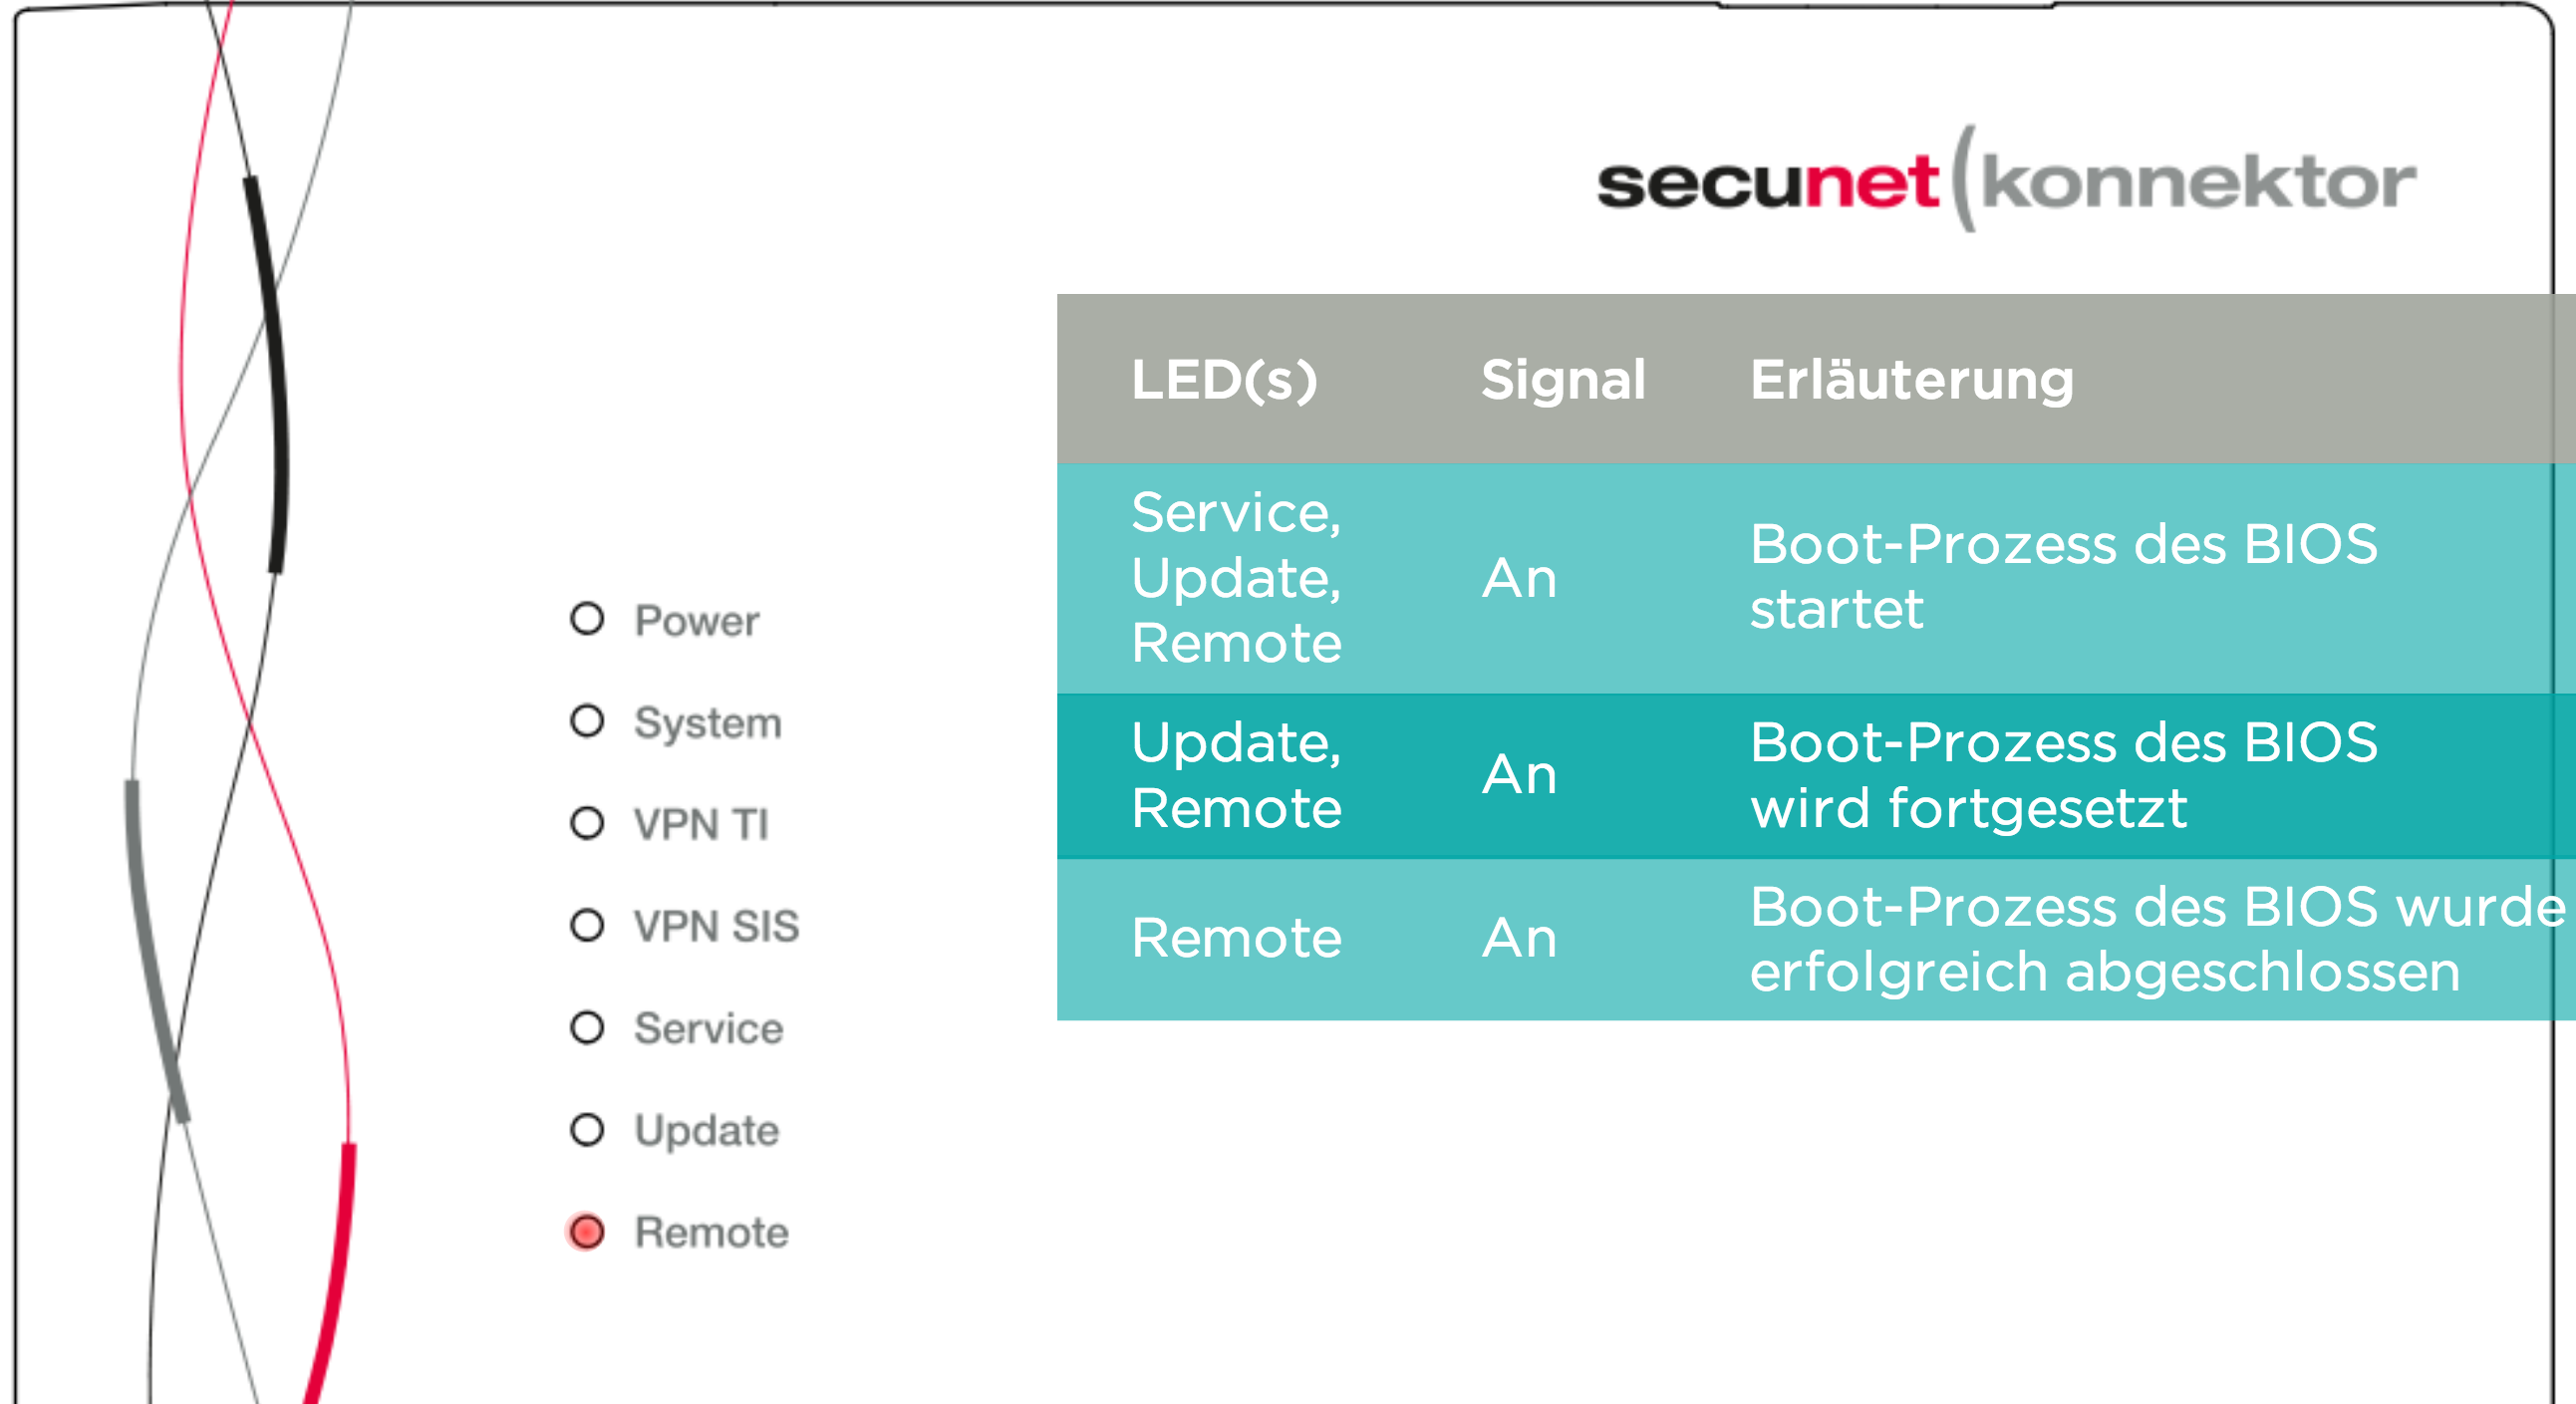 secunet(konnektor
LED(s) Signal Erläuterung
Service,
Update,
Remote
An
Boot-Prozess des BIOS
startet
Update,
Remote
An
Boot-Prozess des BIOS
wird fortgesetzt
Remote
An
Boot-Prozess des BIOS wurde
erfolgreich abgeschlossen
Power
System
VPN TI
VPN SIS
Service
Update
Remote